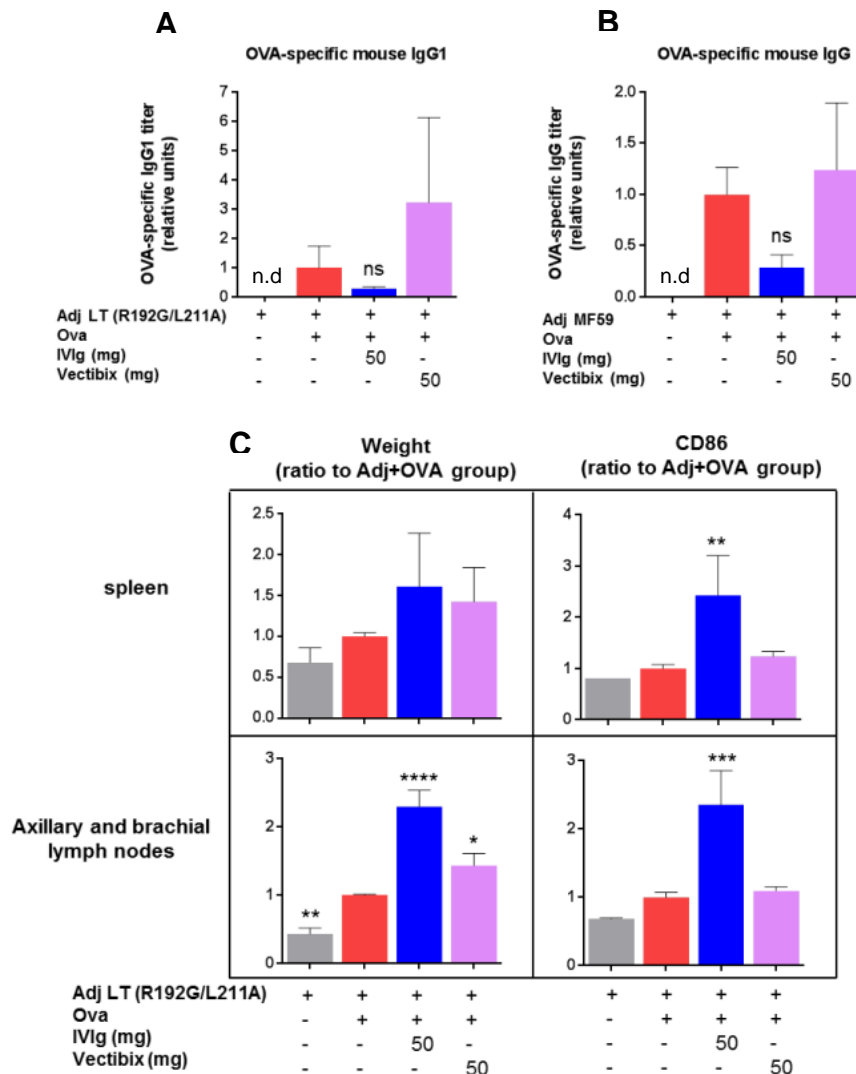 A
OVA-specific mouse IgG1
OVA-specific IgG1 titer
(relative units)
7
6
5
4
3
2
1
0
n.d
ns
Adj LT (R192G/L211A) + + + +
Ova - + + +
IVIg (mg) - - 50 -
Vectibix (mg) - - - 50
B
OVA-specific mouse IgG
OVA-specific IgG titer
(relative units)
2.0
1.5
1.0
0.5
0.0
n.d
ns
Adj MF59 + + + +
Ova - + + +
IVIg (mg) - - 50 -
Vectibix (mg) - - - 50
C
Weight
(ratio to Adj+OVA group)
CD86
(ratio to Adj+OVA group)
spleen
2.5
2.0
1.5
1.0
0.5
0.0
4
3
2
1
0
**
Axillary and brachial
lymph nodes
3
2
1
0
**
****
*
3
2
1
0
***
Adj LT (R192G/L211A) + + + + + + + +
Ova - + + + - + + +
IVIg (mg) - - 50 - - - 50 -
Vectibix (mg) - - - 50 - - - 50